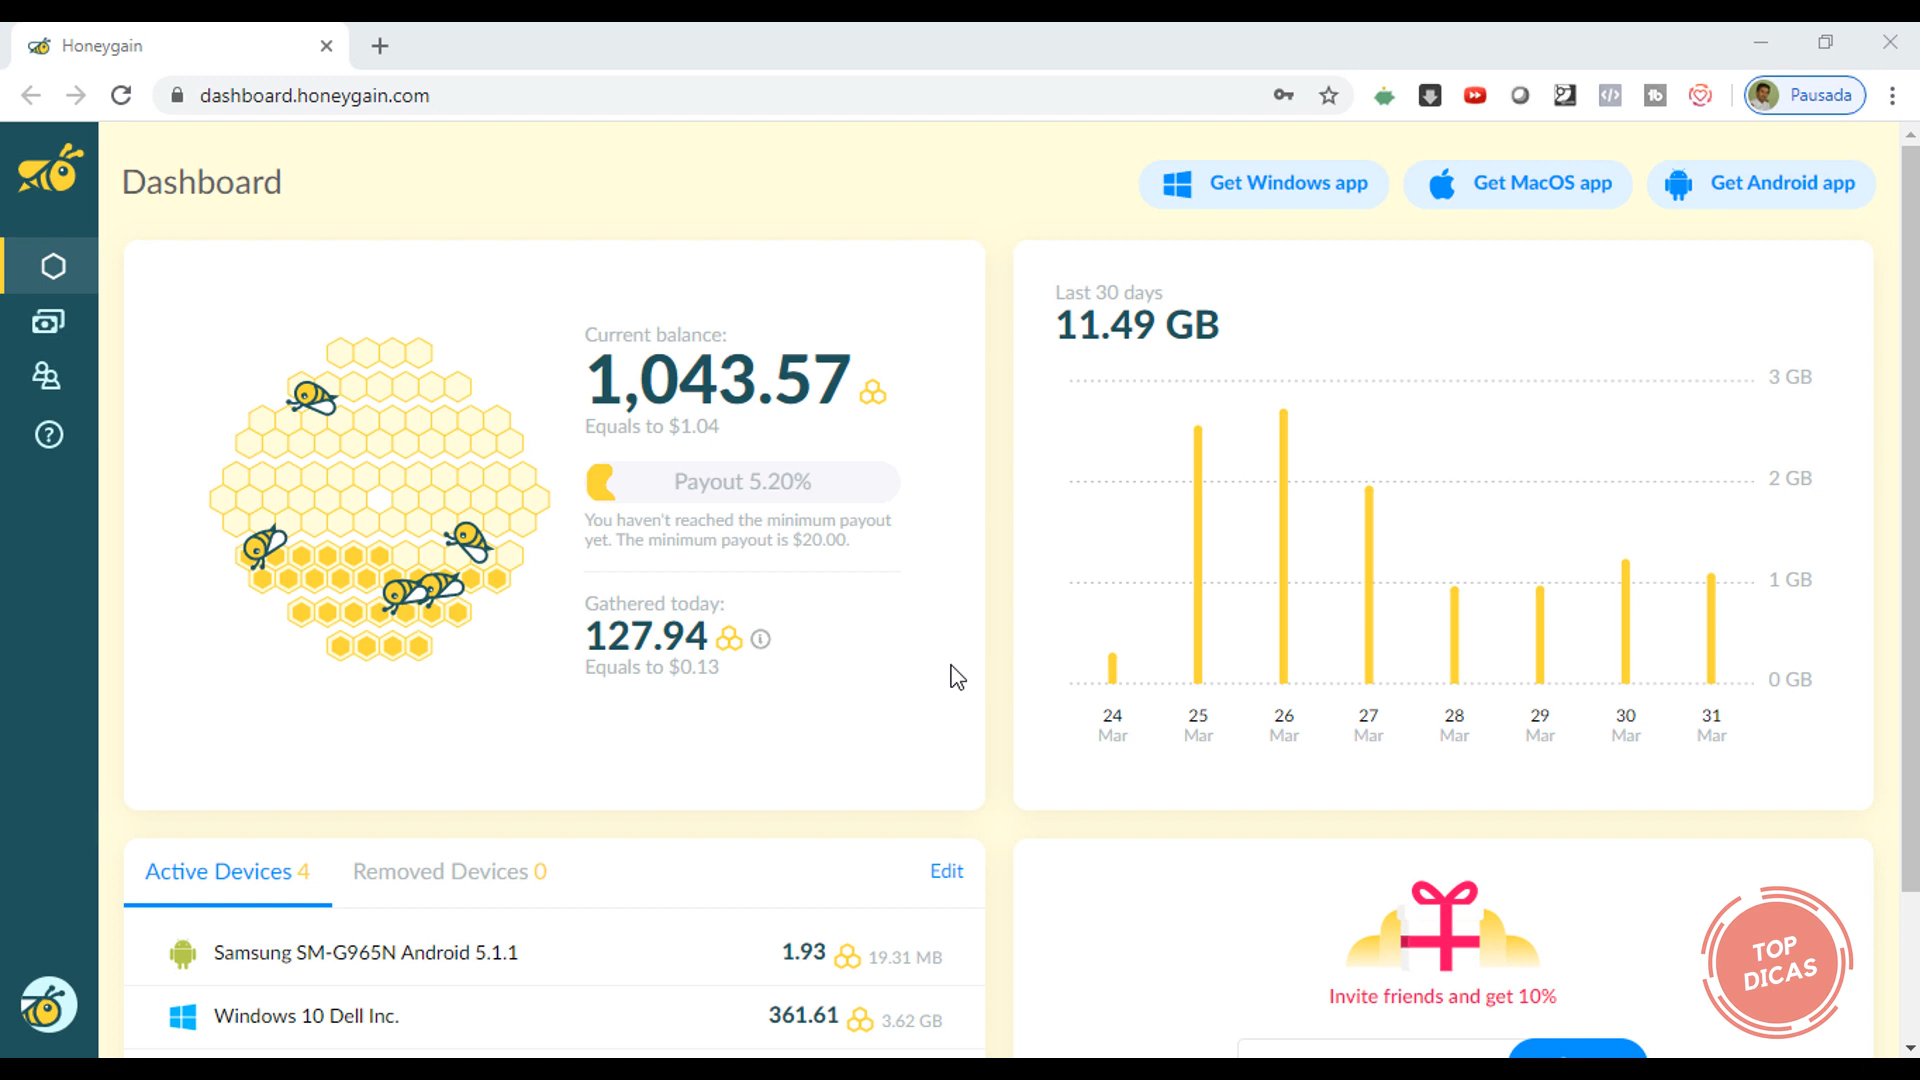 Honeygain
dashboard.honeygain.com
Pausada
Dashboard
Get Windows app
Get MacOS app
Get Android app
Current balance:
1,043.57
Equals to $1.04
Payout 5.20%
You haven't reached the minimum payout
yet. The minimum payout is $20.00.
Gathered today:
127.94
Equals to $0.13
Last 30 days
11.49 GB
3 GB
2 GB
1 GB
0 GB
24 25 26 27 28 29 30 31
Mar Mar Mar Mar Mar Mar Mar Mar
Active Devices 4
Removed Devices 0
Edit
Samsung SM-G965N Android 5.1.1 1.93 19.31 MB
Windows 10 Dell Inc. 361.61 3.62 GB
Invite friends and get 10%
TOP
DICAS